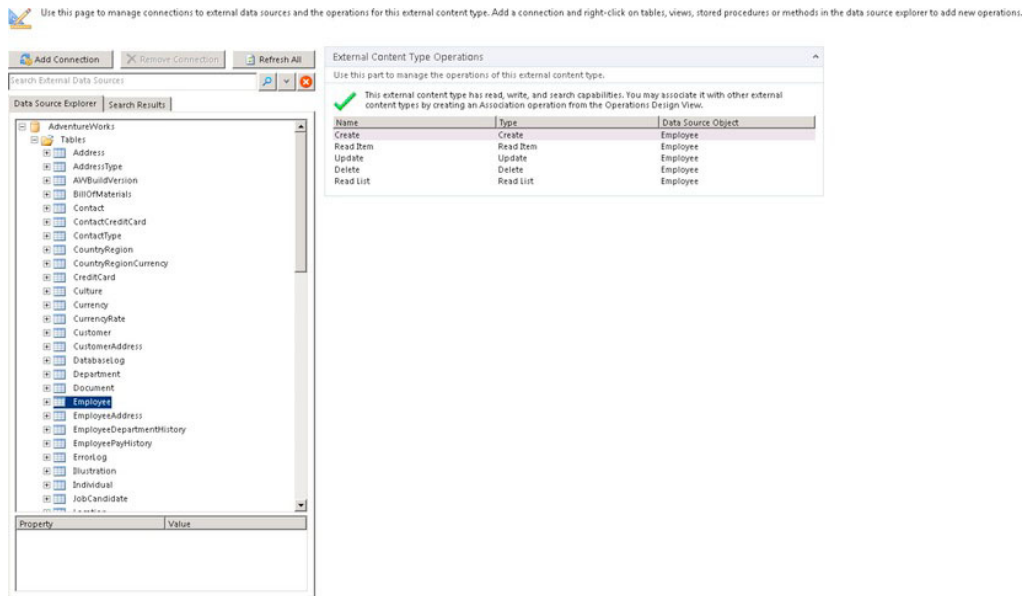 Use this page to manage connections to external data sources and the operations for this external content type. Add a connection and right-click on tables, views, stored procedures or methods in the data source explorer to add new operations.
Add Connection Remove Connection Refresh All
Search External Data Sources
Data Source Explorer Search Results
AdventureWorks
Tables
Address
AddressType
AWBuildVersion
BillOfMaterials
Contact
ContactCreditCard
ContactType
CountryRegion
CountryRegionCurrency
CreditCard
Culture
Currency
CurrencyRate
Customer
CustomerAddress
DatabaseLog
Department
Document
Employee
EmployeeAddress
EmployeeDepartmentHistory
EmployeePayHistory
ErrorLog
Illustration
Individual
JobCandidate
Location
Property Value
External Content Type Operations
Use this part to manage the operations of this external content type.
This external content type has read, write, and search capabilities. You may associate it with other external
content types by creating an Association operation from the Operations Design View.
Name Type Data Source Object
Create Create Employee
Read Item Read Item Employee
Update Update Employee
Delete Delete Employee
Read List Read List Employee